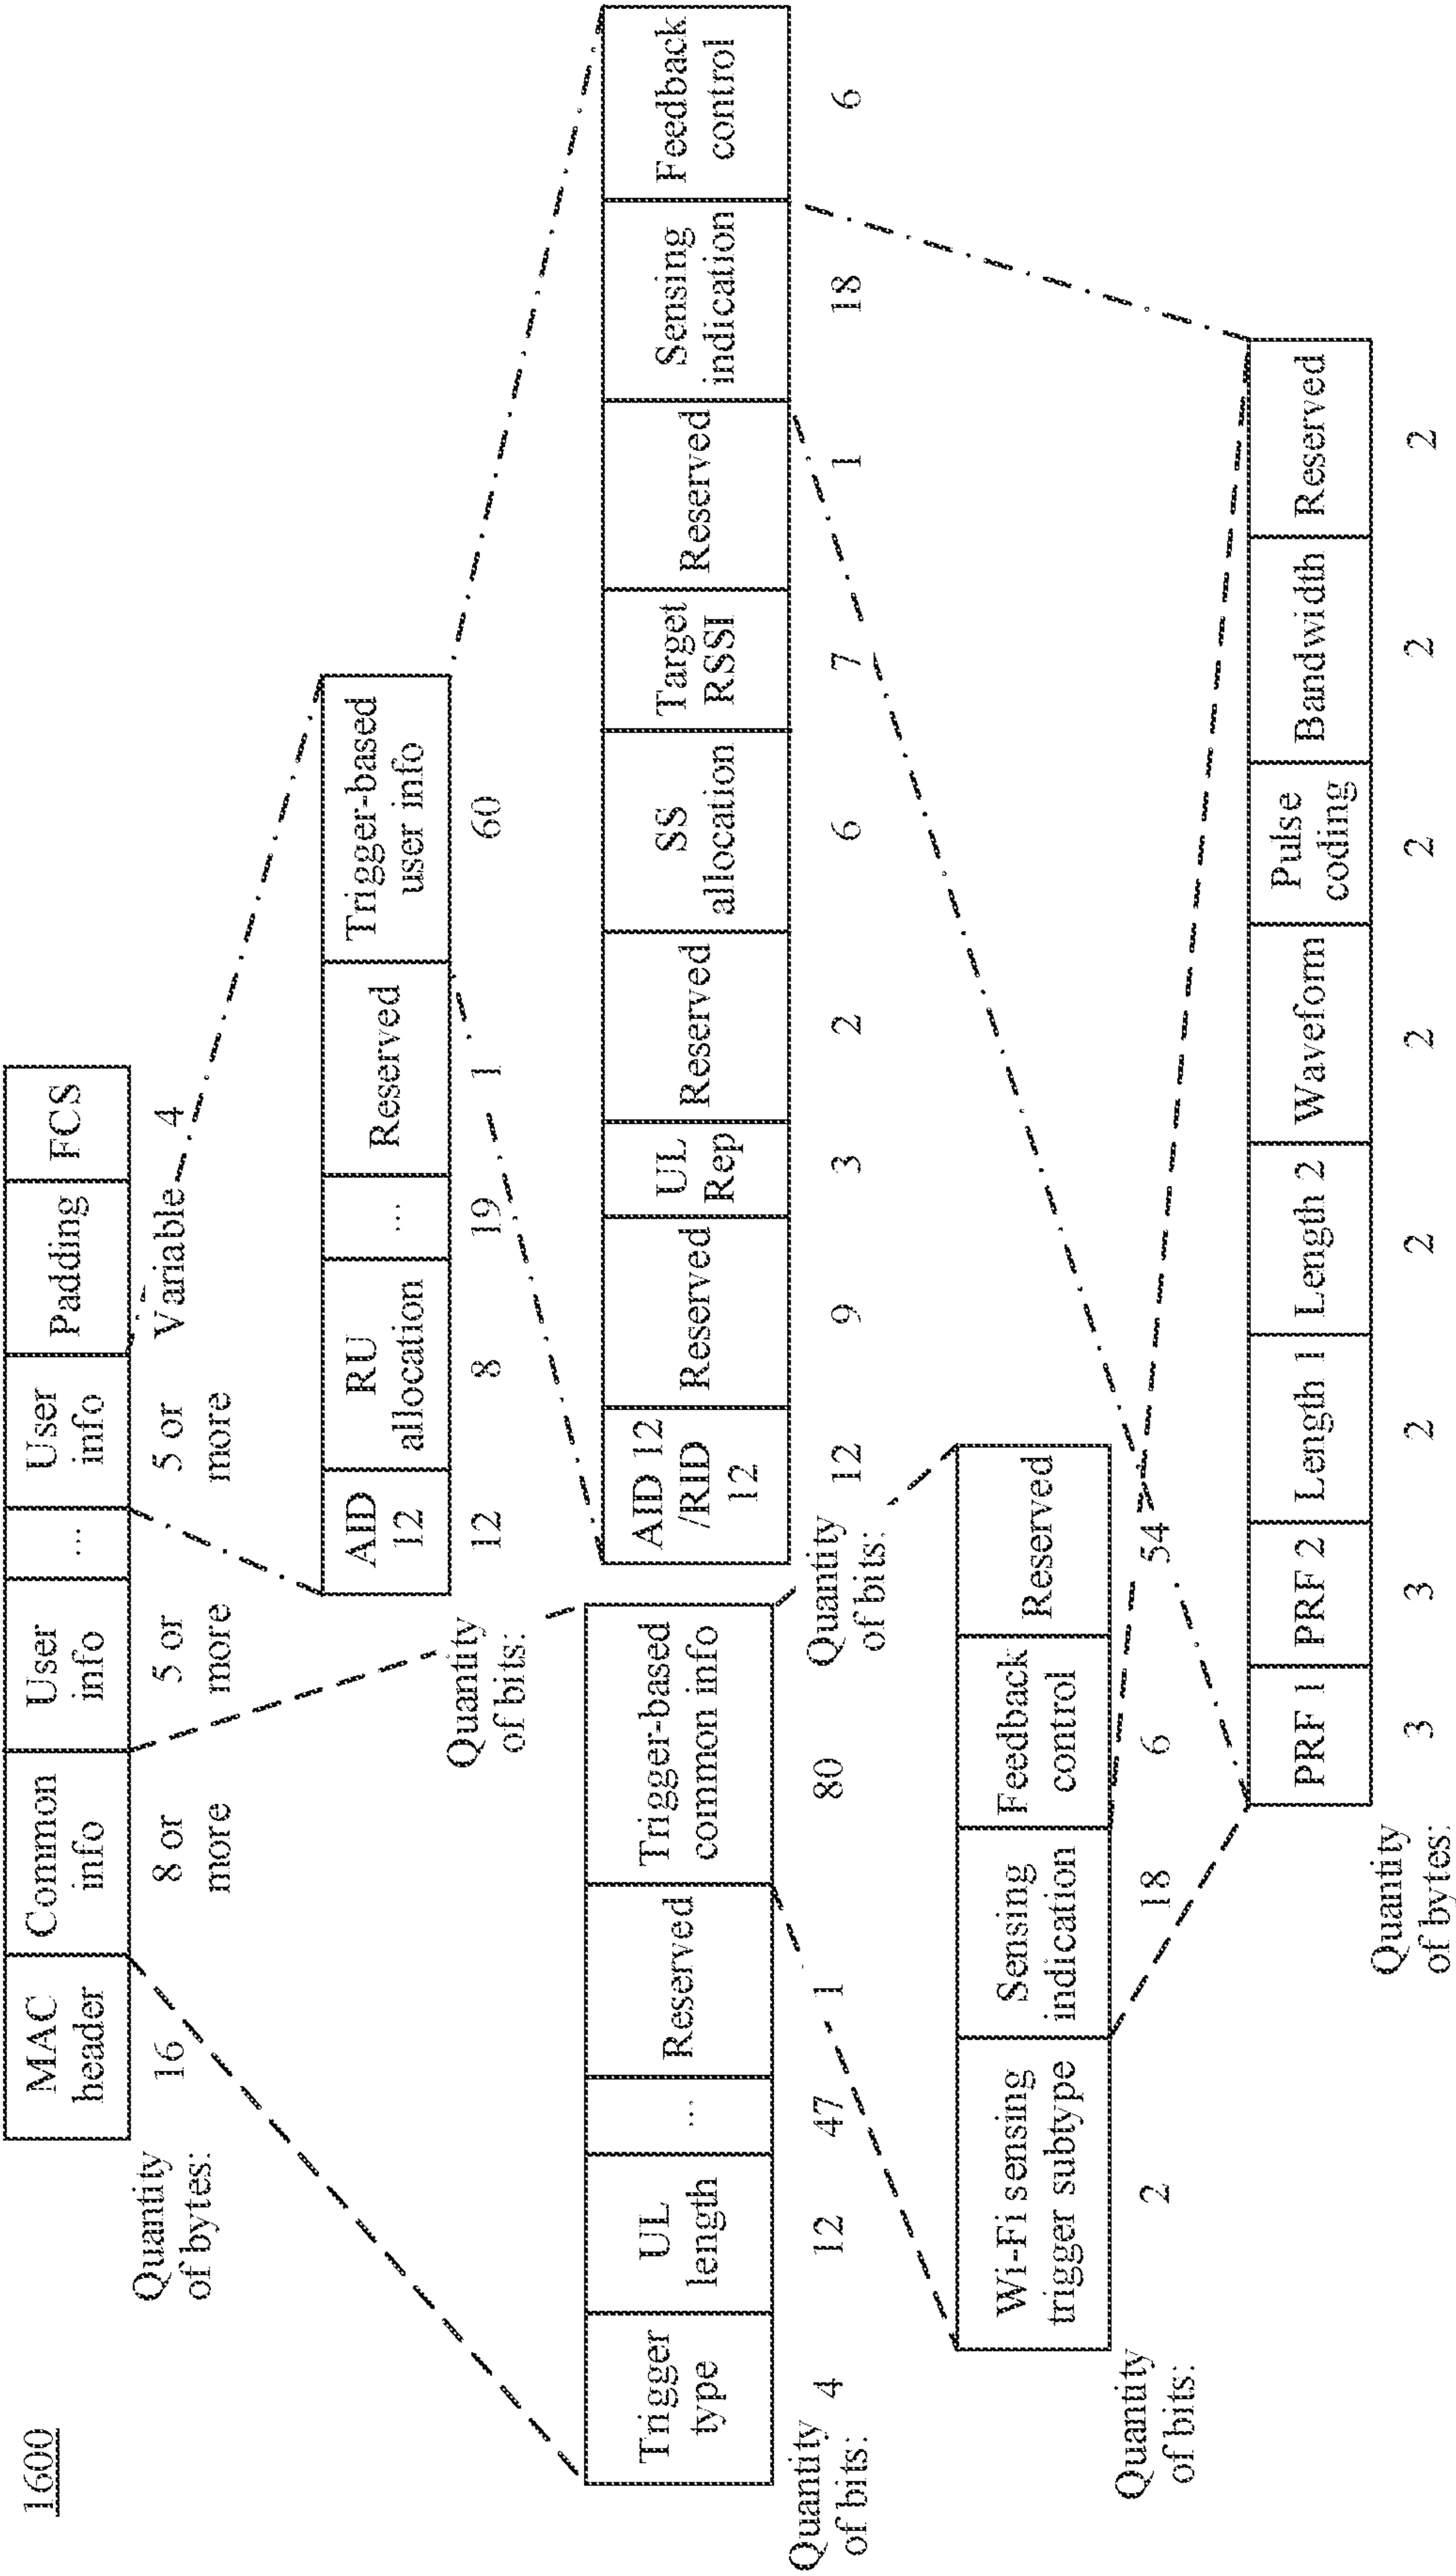 1600
MAC
header
Common
info
User
info
...
User
info
Padding
FCS
Quantity
of bytes:
16
8 or
more
5 or
more
5 or
more
Variable
4
AID
12
RU
allocation
...
Reserved
Trigger-based
user info
Quantity
of bits:
12
8
19
1
60
Trigger
type
UL
length
...
Reserved
Trigger-based
common info
Quantity
of bits:
4
12
47
1
80
AID 12
/RID
12
Reserved
UL
Rep
Reserved
SS
allocation
Target
RSSI
Reserved
Sensing
indication
Feedback
control
Quantity
of bits:
12
9
3
2
6
7
1
18
6
Wi-Fi sensing
trigger subtype
Sensing
indication
Feedback
control
Reserved
Quantity
of bits:
2
18
6
54
PRF 1
PRF 2
Length 1
Length 2
Waveform
Pulse
coding
Bandwidth
Reserved
Quantity
of bytes:
3
3
2
2
2
2
2
2